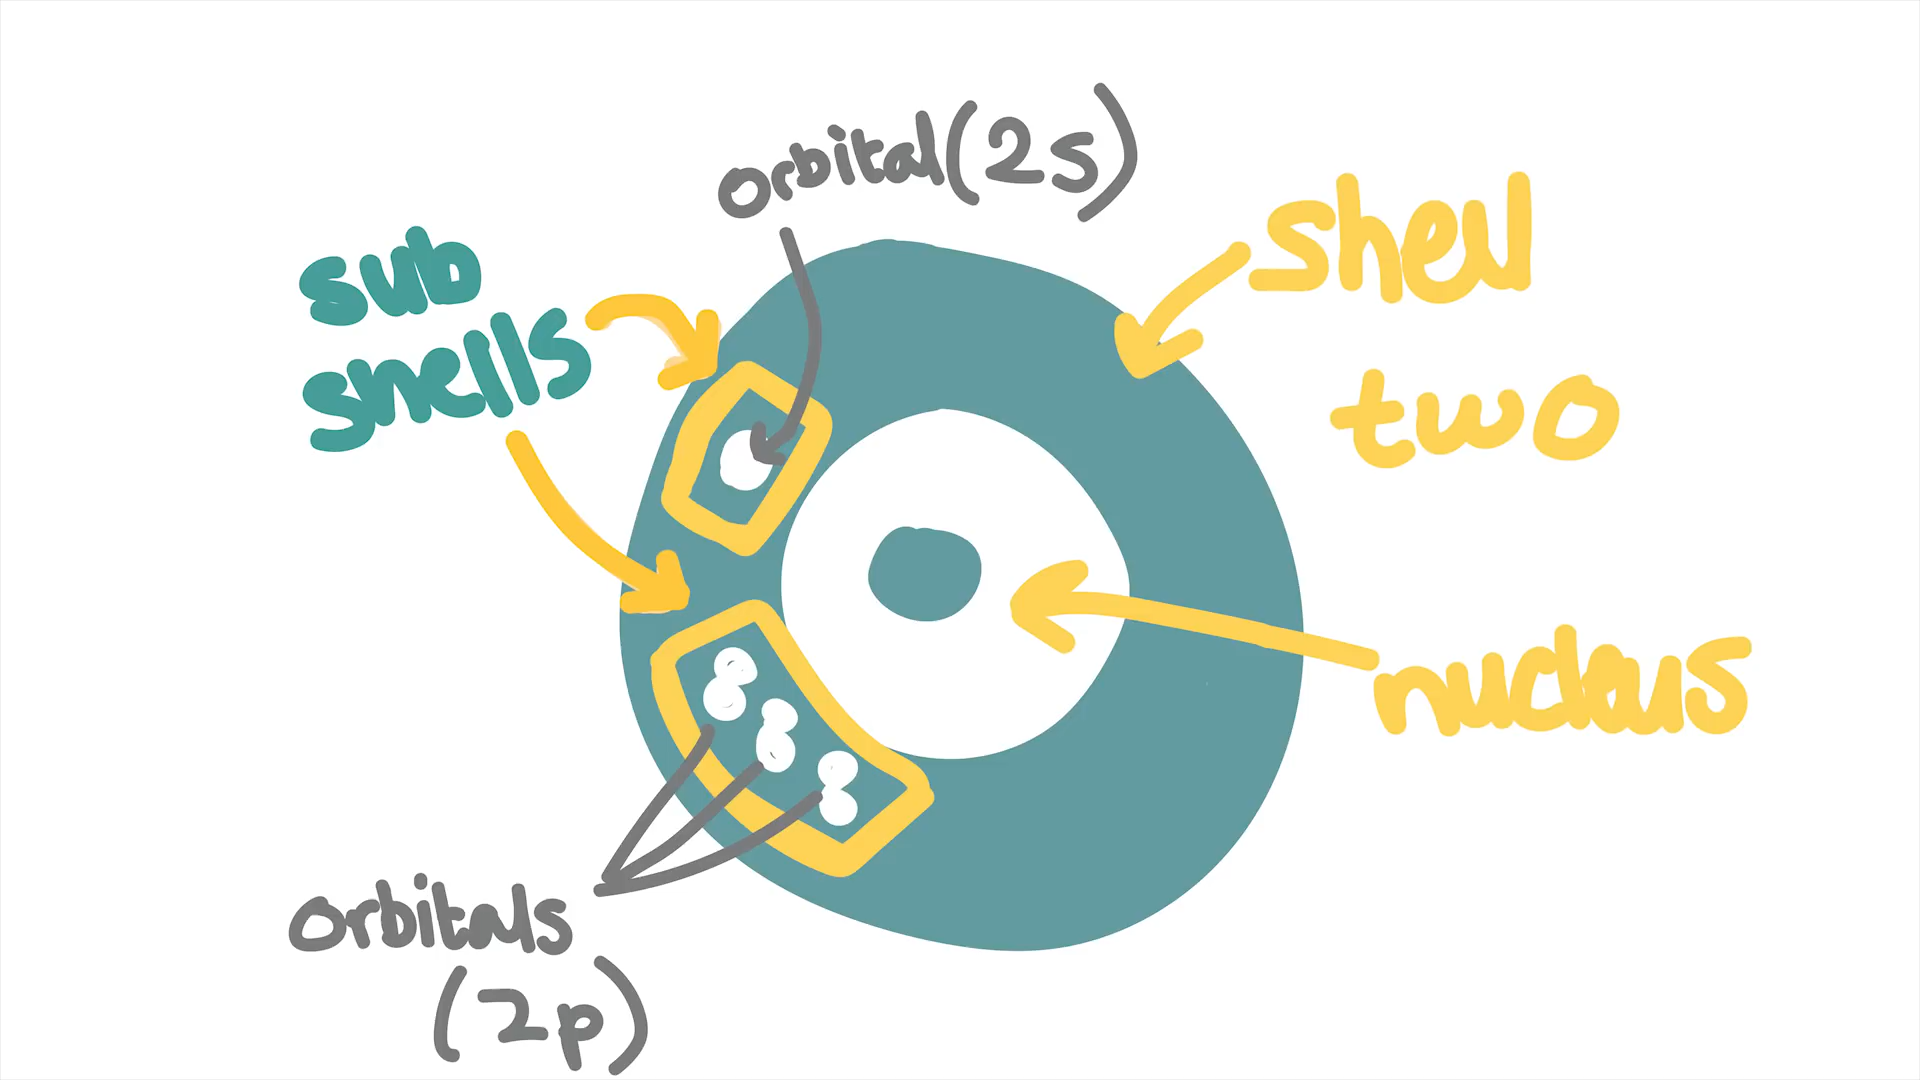 orbital (2s)
sub
shells
shell
two
nucleus
orbitals
(2p)